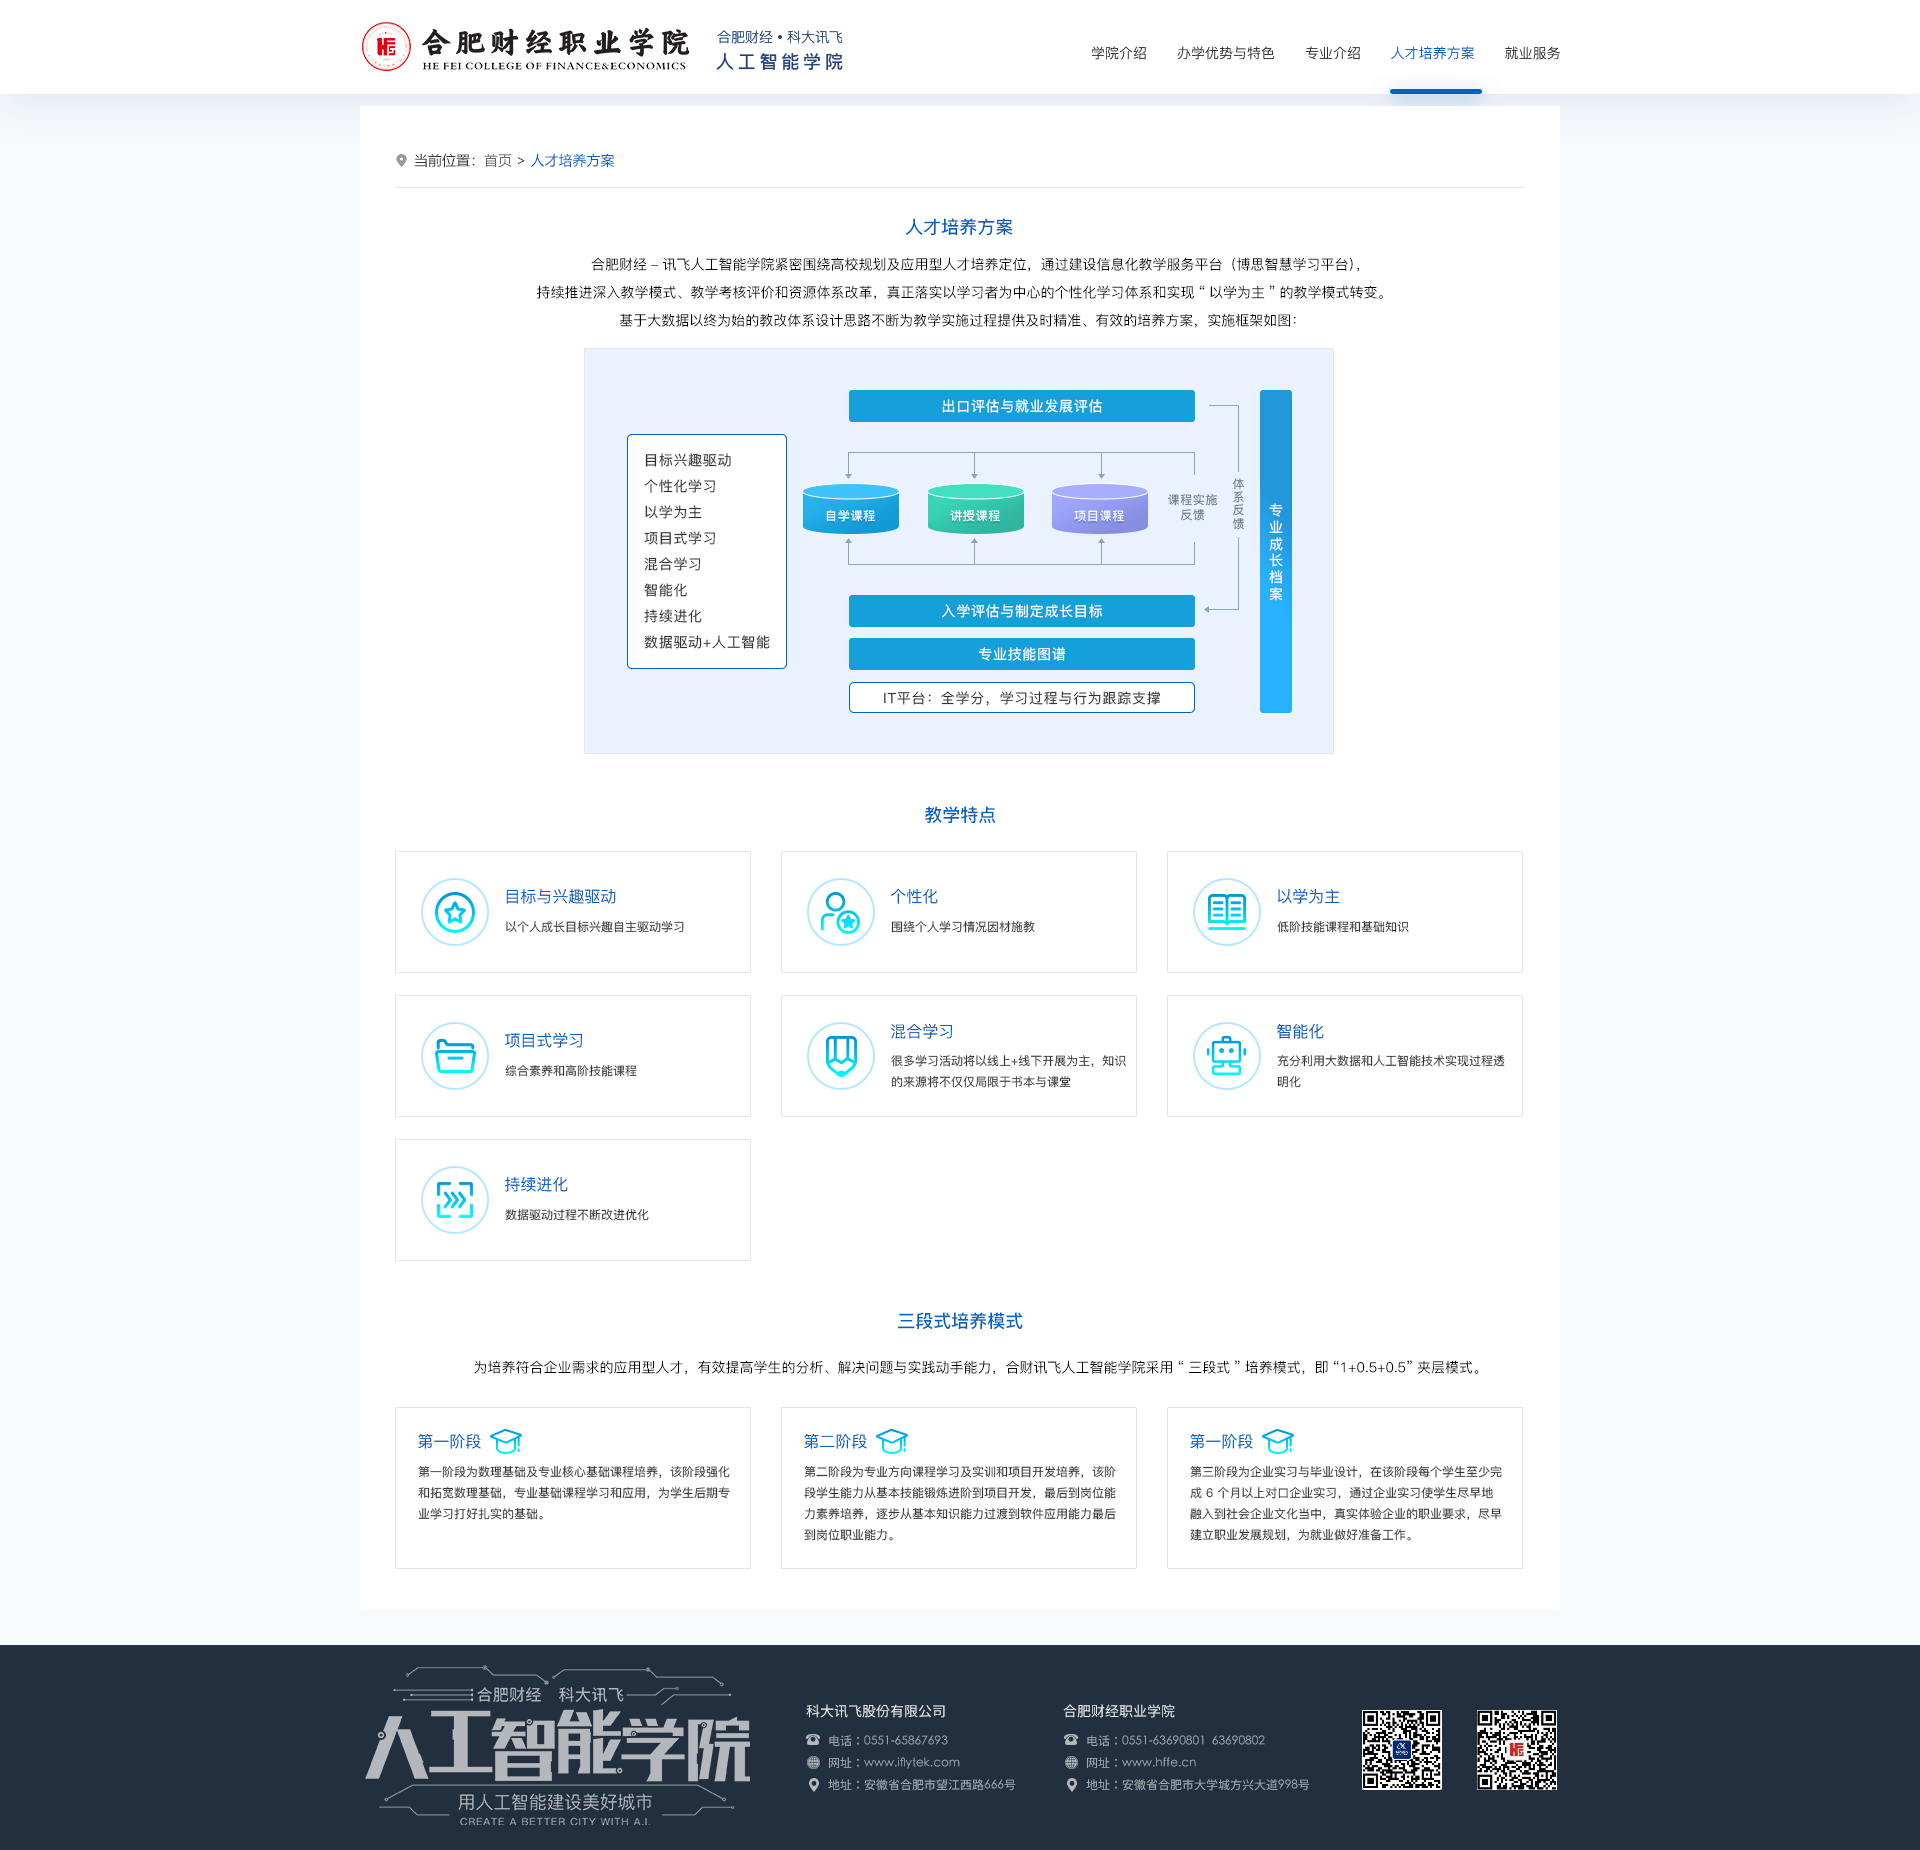 合肥财经职业学院
HE FEI COLLEGE OF FINANCE&ECONOMICS
合肥财经•科大讯飞
人工智能学院
学院介绍
办学优势与特色
专业介绍
人才培养方案
就业服务
当前位置：首页 > 人才培养方案
人才培养方案
合肥财经 – 讯飞人工智能学院紧密围绕高校规划及应用型人才培养定位，通过建设信息化教学服务平台（博思智慧学习平台），
持续推进深入教学模式、教学考核评价和资源体系改革，真正落实以学习者为中心的个性化学习体系和实现 “ 以学为主 ” 的教学模式转变。
基于大数据以终为始的教改体系设计思路不断为教学实施过程提供及时精准、有效的培养方案，实施框架如图：
目标兴趣驱动
个性化学习
以学为主
项目式学习
混合学习
智能化
持续进化
数据驱动+人工智能
出口评估与就业发展评估
自学课程
讲授课程
项目课程
课程实施
反馈
体系反馈
专业成长档案
入学评估与制定成长目标
专业技能图谱
IT平台：全学分，学习过程与行为跟踪支撑
教学特点
目标与兴趣驱动
以个人成长目标兴趣自主驱动学习
个性化
围绕个人学习情况因材施教
以学为主
低阶技能课程和基础知识
项目式学习
综合素养和高阶技能课程
混合学习
很多学习活动将以线上+线下开展为主，知识
的来源将不仅仅局限于书本与课堂
智能化
充分利用大数据和人工智能技术实现过程透
明化
持续进化
数据驱动过程不断改进优化
三段式培养模式
为培养符合企业需求的应用型人才，有效提高学生的分析、解决问题与实践动手能力，合财讯飞人工智能学院采用 “ 三段式 ” 培养模式，即 “1+0.5+0.5” 夹层模式。
第一阶段
第一阶段为数理基础及专业核心基础课程培养，该阶段强化
和拓宽数理基础，专业基础课程学习和应用，为学生后期专
业学习打好扎实的基础。
第二阶段
第二阶段为专业方向课程学习及实训和项目开发培养，该阶
段学生能力从基本技能锻炼进阶到项目开发，最后到岗位能
力素养培养，逐步从基本知识能力过渡到软件应用能力最后
到岗位职业能力。
第一阶段
第三阶段为企业实习与毕业设计，在该阶段每个学生至少完
成 6 个月以上对口企业实习，通过企业实习使学生尽早地
融入到社会企业文化当中，真实体验企业的职业要求，尽早
建立职业发展规划，为就业做好准备工作。
合肥财经 科大讯飞
人工智能学院
用人工智能建设美好城市
CREATE A BETTER CITY WITH A.I.
科大讯飞股份有限公司
电话：0551-65867693
网址：www.iflytek.com
地址：安徽省合肥市望江西路666号
合肥财经职业学院
电话：0551-63690801 63690802
网址：www.hffe.cn
地址：安徽省合肥市大学城方兴大道998号